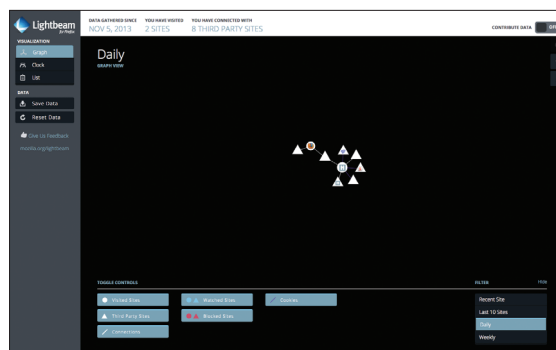 Lightbeam
for Firefox
DATA GATHERED SINCE
NOV 5, 2013
YOU HAVE VISITED
2 SITES
YOU HAVE CONNECTED WITH
8 THIRD PARTY SITES
CONTRIBUTE DATA
VISUALIZATION
Graph
Clock
List
DATA
Save Data
Reset Data
Give Us Feedback
mozilla.org/lightbeam
Daily
GRAPH VIEW
TOGGLE CONTROLS
Visited Sites
Watched Sites
Cookies
Third Party Sites
Blocked Sites
Connections
FILTER
HIDE
Recent Site
Last 10 Sites
Daily
Weekly